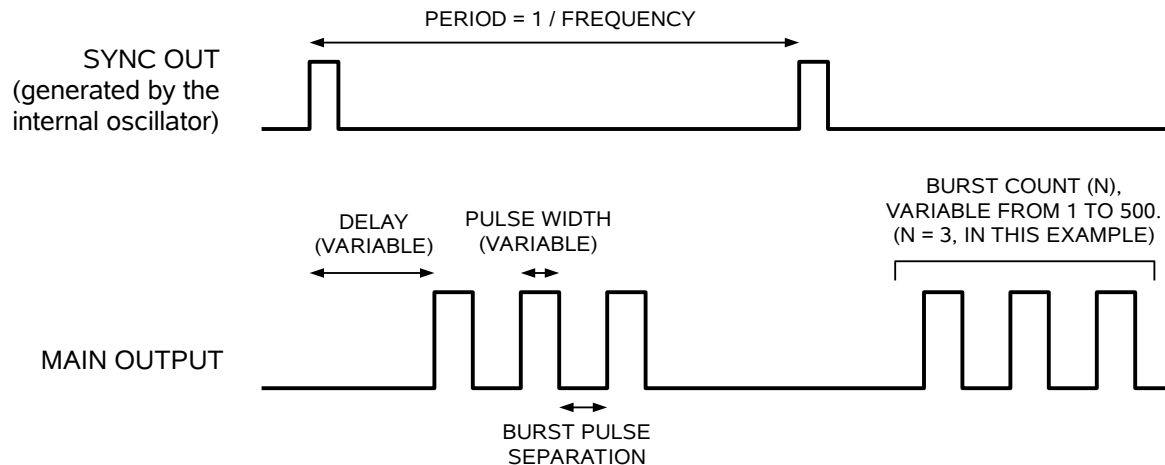 PERIOD = 1 / FREQUENCY
SYNC OUT
(generated by the
internal oscillator)
BURST COUNT (N),
VARIABLE FROM 1 TO 500.
(N = 3, IN THIS EXAMPLE)
DELAY
(VARIABLE)
PULSE WIDTH
(VARIABLE)
MAIN OUTPUT
BURST PULSE
SEPARATION